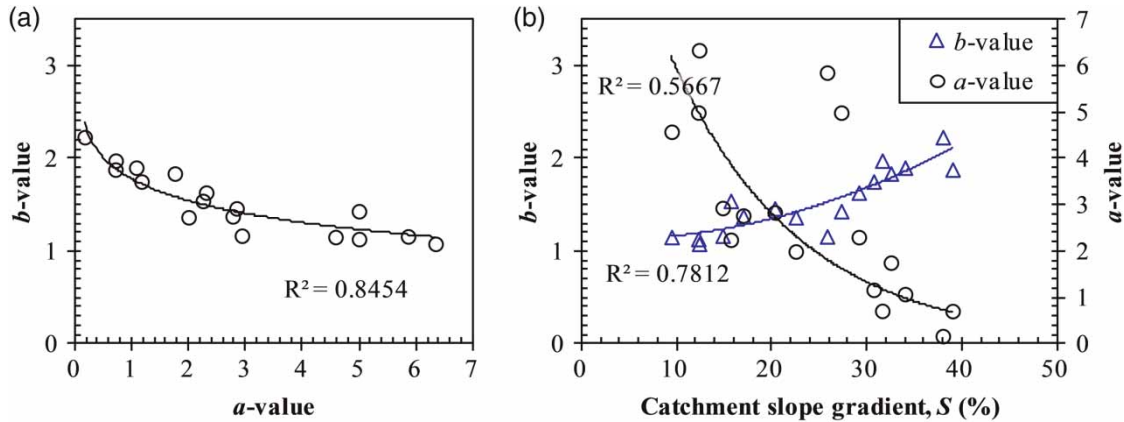 (a)
3
2
1
0
b-value
R² = 0.8454
0 1 2 3 4 5 6 7
a-value
(b)
3
2
1
0
b-value
R² = 0.5667
R² = 0.7812
b-value
a-value
7
6
5
4
3
2
1
0
a-value
0 10 20 30 40 50
Catchment slope gradient, S (%)